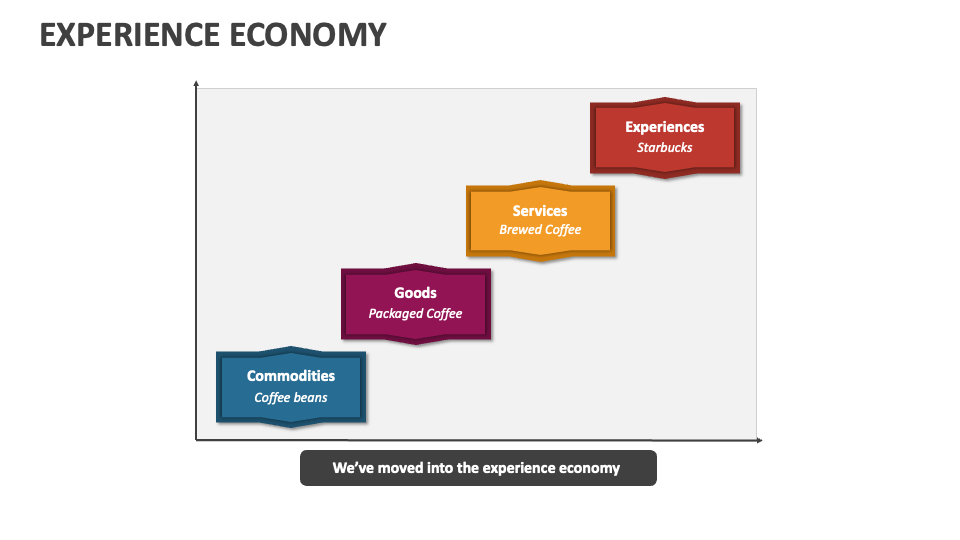 EXPERIENCE ECONOMY
Experiences
Starbucks
Services
Brewed Coffee
Goods
Packaged Coffee
Commodities
Coffee beans
We’ve moved into the experience economy